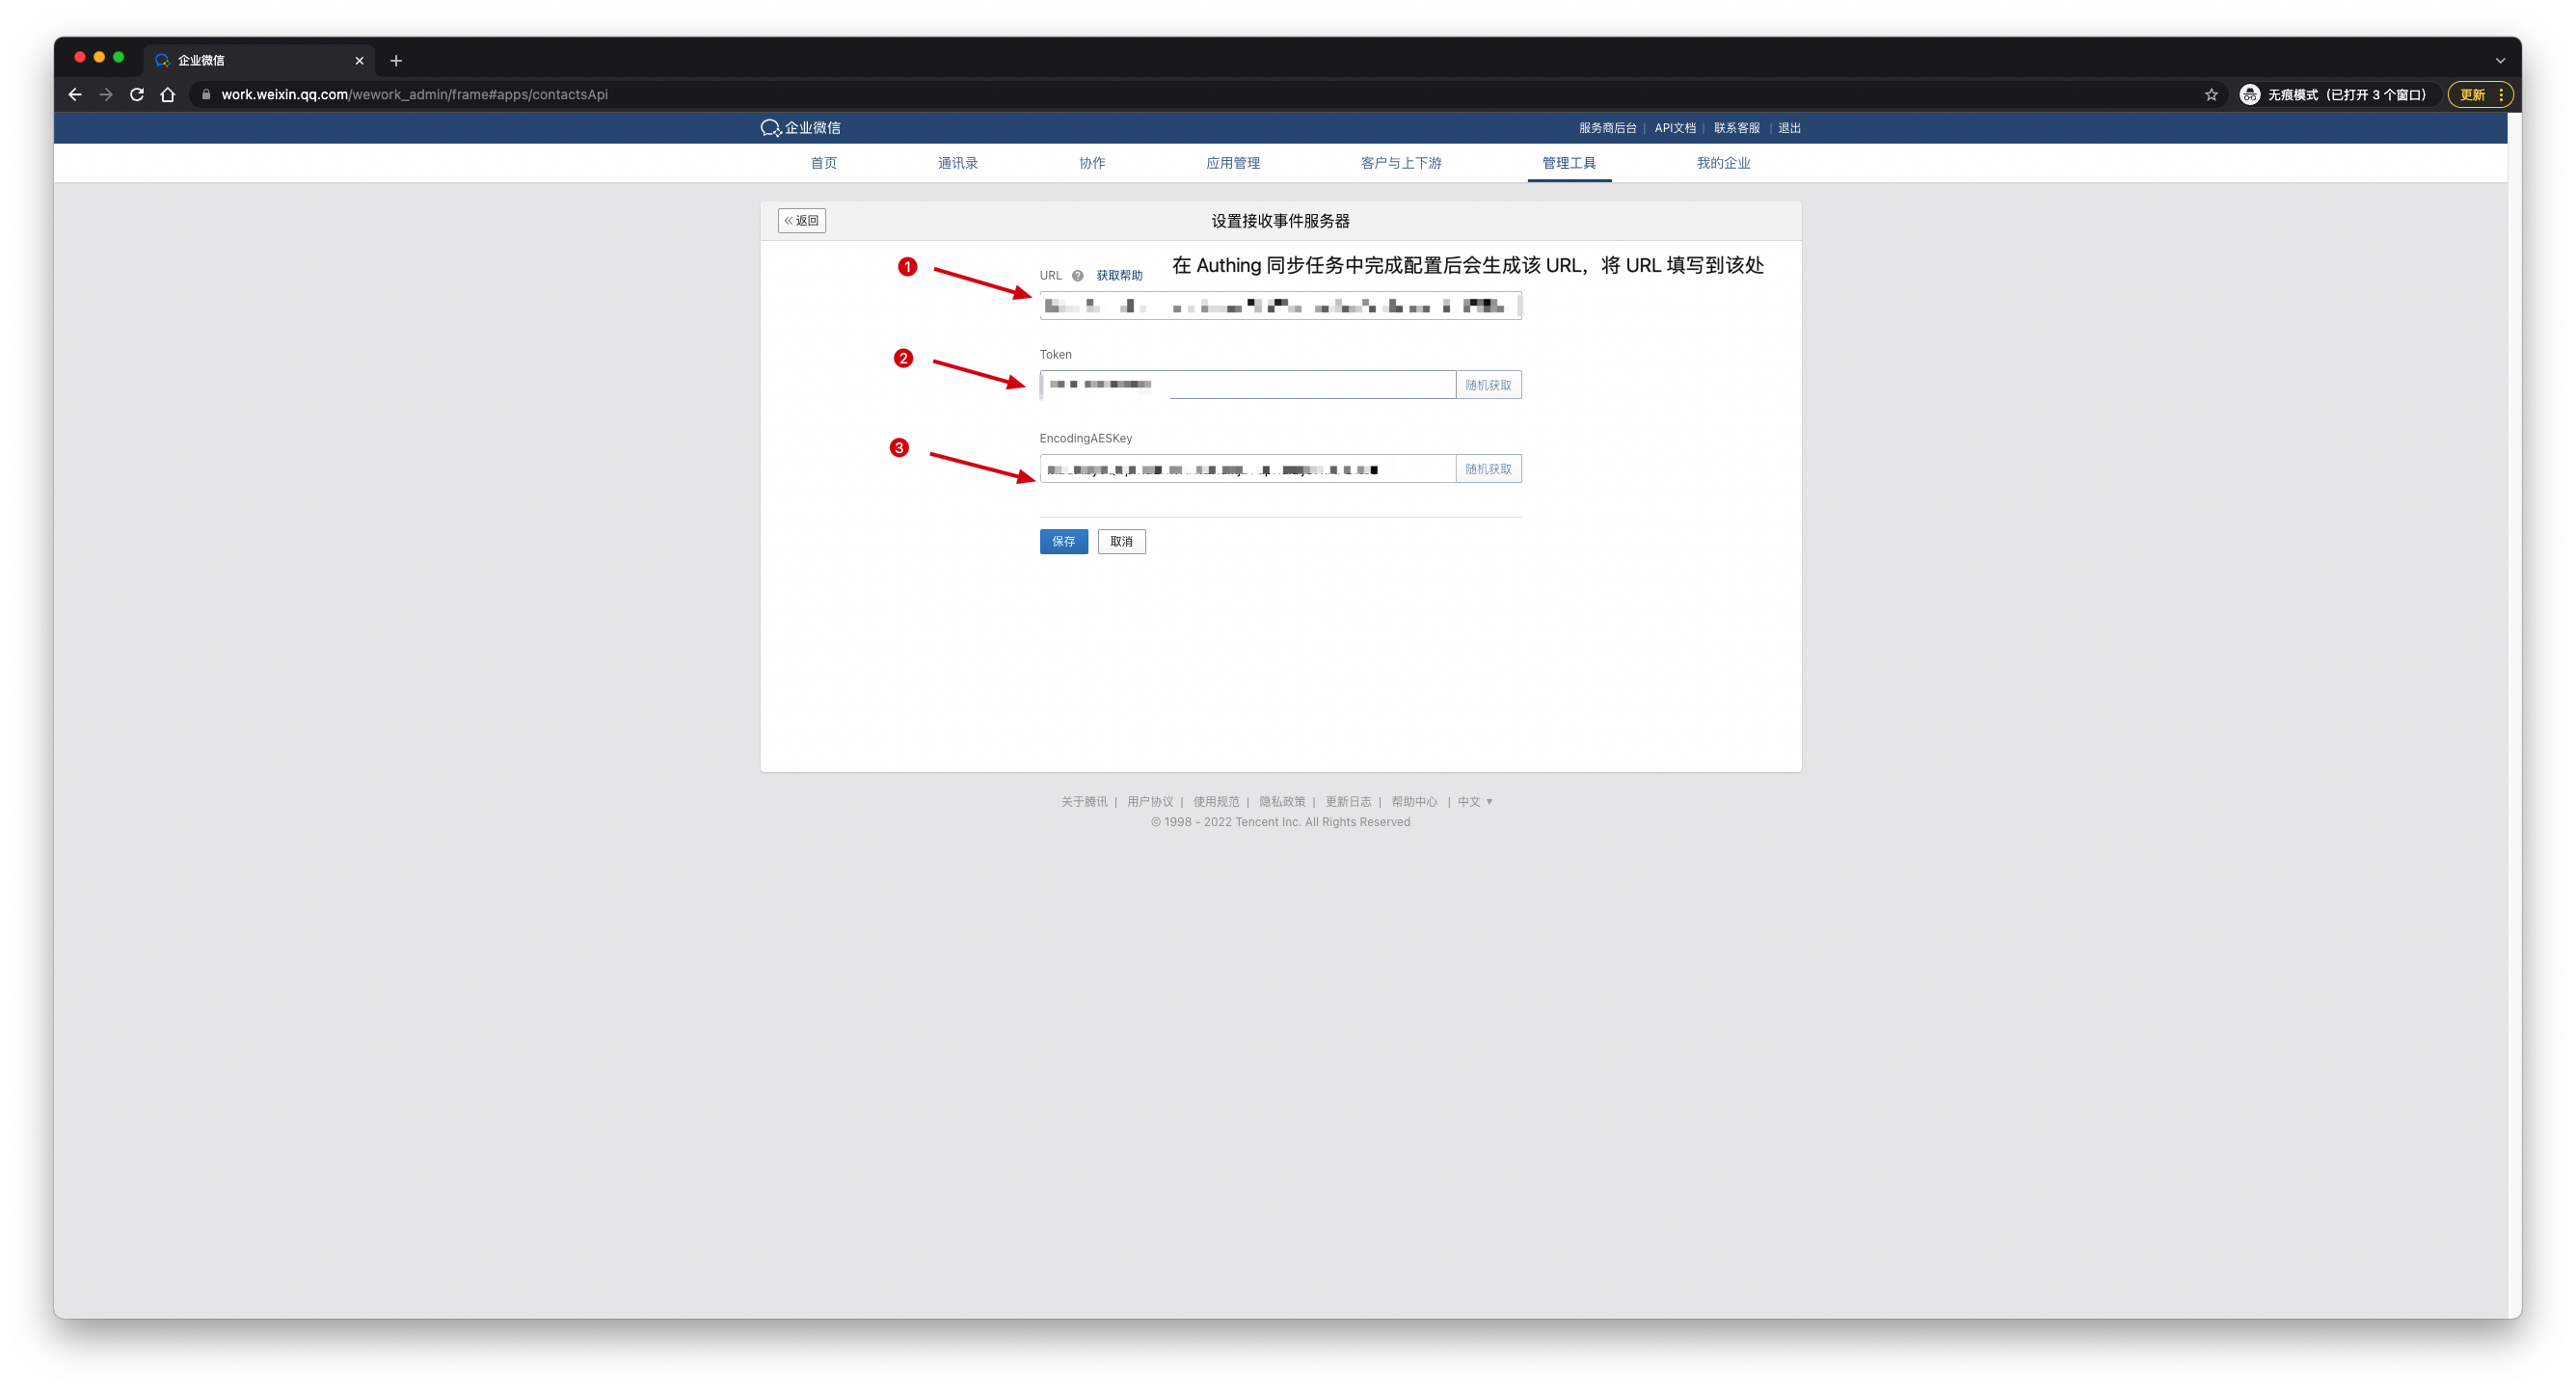 企业微信
work.weixin.qq.com/wework_admin/frame#apps/contactsApi
无痕模式（已打开 3 个窗口）
更新
企业微信
服务商后台 | API文档 | 联系客服 | 退出
首页 通讯录 协作 应用管理 客户与上下游 管理工具 我的企业
« 返回
设置接收事件服务器
1
URL ? 获取帮助
在 Authing 同步任务中完成配置后会生成该 URL，将 URL 填写到该处
2
Token
随机获取
3
EncodingAESKey
随机获取
保存 取消
关于腾讯 | 用户协议 | 使用规范 | 隐私政策 | 更新日志 | 帮助中心 | 中文 ▼
© 1998 - 2022 Tencent Inc. All Rights Reserved